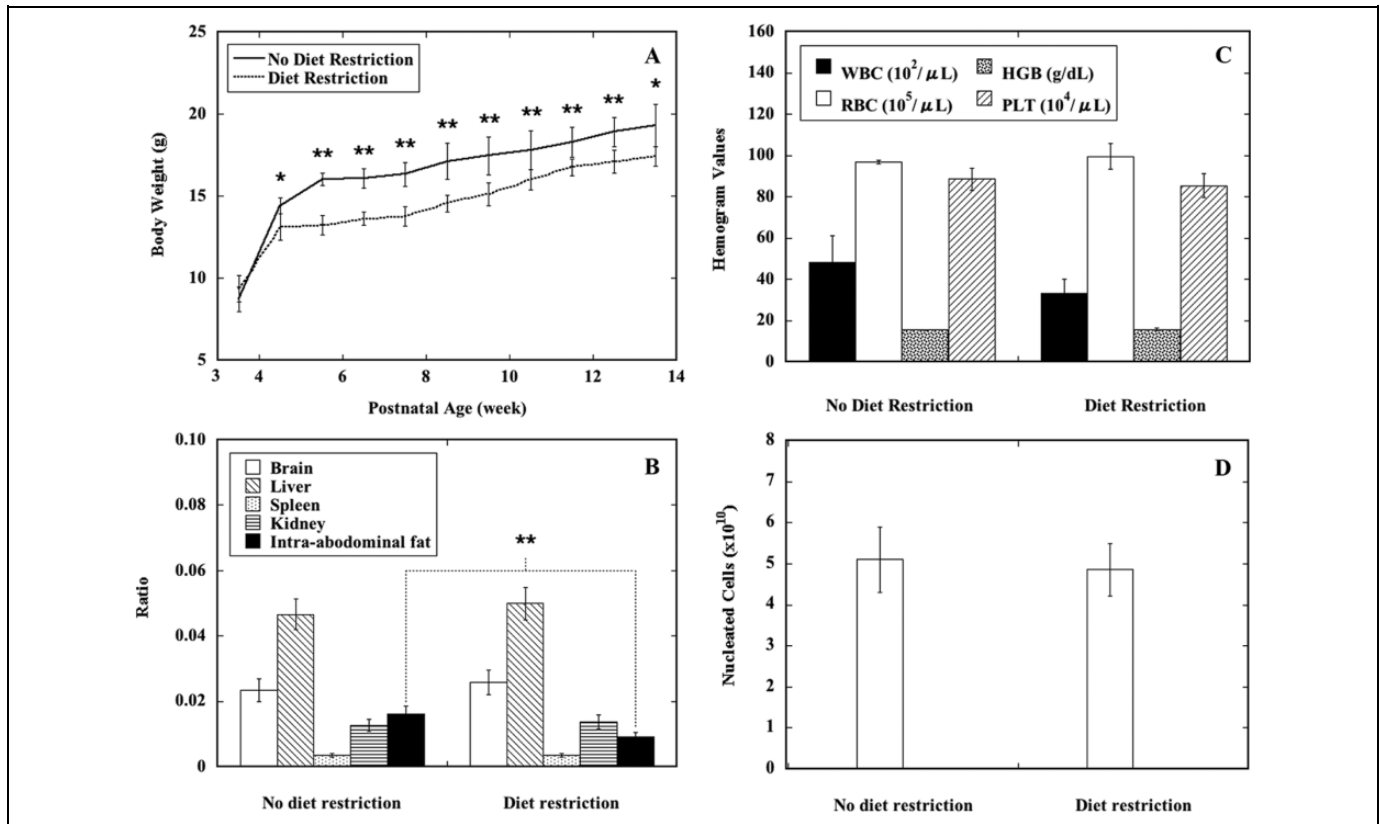 A
No Diet Restriction
Diet Restriction
25
20
15
10
5
* ** ** ** ** ** ** ** ** *
3 4 6 8 10 12 14
Body Weight (g)
Postnatal Age (week)
B
Brain
Liver
Spleen
Kidney
Intra-abodominal fat
0.10
0.08
0.06
0.04
0.02
0
**
Ratio
No diet restriction Diet restriction
C
WBC (10²/μL) HGB (g/dL)
RBC (10⁵/μL) PLT (10⁴/μL)
160
140
120
100
80
60
40
20
0
Hemogram Values
No Diet Restriction Diet Restriction
D
8
7
6
5
4
3
2
1
0
Nucleated Cells (x10¹⁰)
No diet restriction Diet restriction